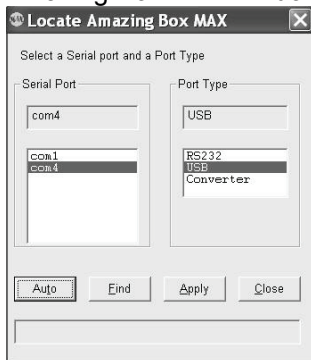 Locate Amazing Box MAX
Select a Serial port and a Port Type
Serial Port
Port Type
com4
USB
com1
com4
RS232
USB
Converter
Auto
Find
Apply
Close